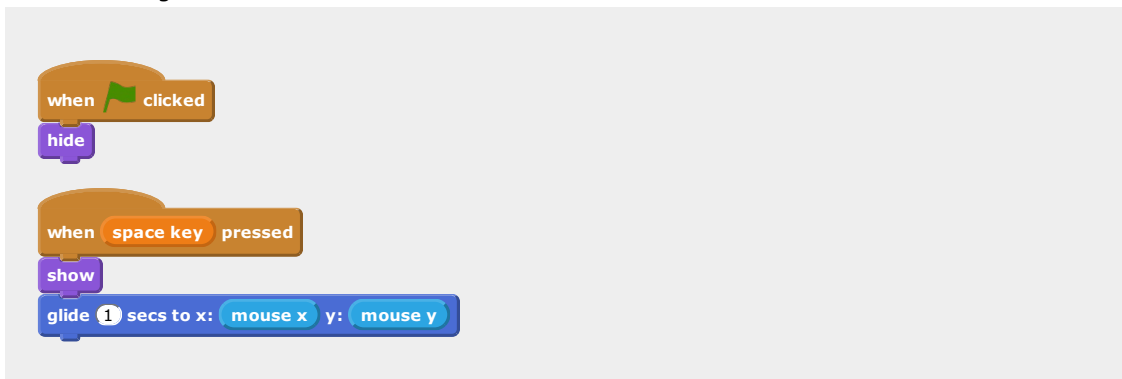 when clicked
hide
when space key pressed
show
glide 1 secs to x: mouse x y: mouse y